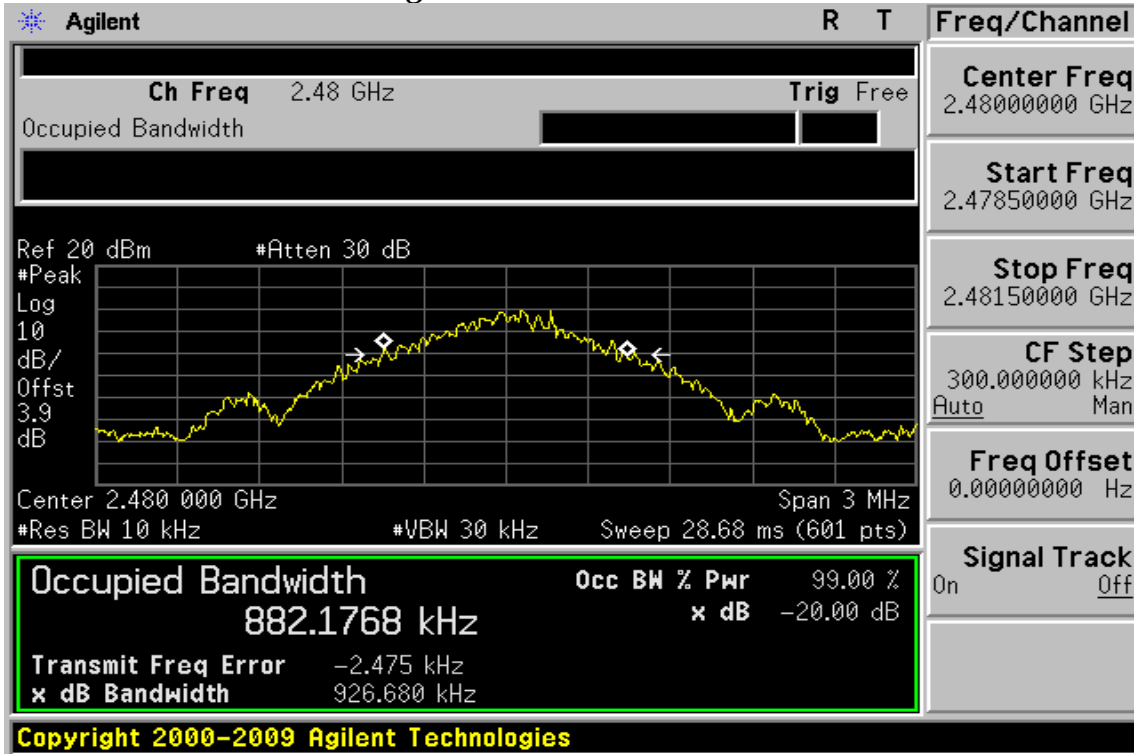 Agilent R T
Freq/Channel
Ch Freq 2.48 GHz Trig Free
Occupied Bandwidth
Center Freq
2.48000000 GHz
Start Freq
2.47850000 GHz
Stop Freq
2.48150000 GHz
CF Step
300.000000 kHz
Auto Man
Freq Offset
0.00000000 Hz
Signal Track
On Off
Ref 20 dBm #Atten 30 dB
#Peak
Log
10
dB/
Offst
3.9
dB
Center 2.480 000 GHz Span 3 MHz
#Res BW 10 kHz #VBW 30 kHz Sweep 28.68 ms (601 pts)
Occupied Bandwidth Occ BW % Pwr 99.00 %
882.1768 kHz x dB -20.00 dB
Transmit Freq Error -2.475 kHz
x dB Bandwidth 926.680 kHz
Copyright 2000-2009 Agilent Technologies